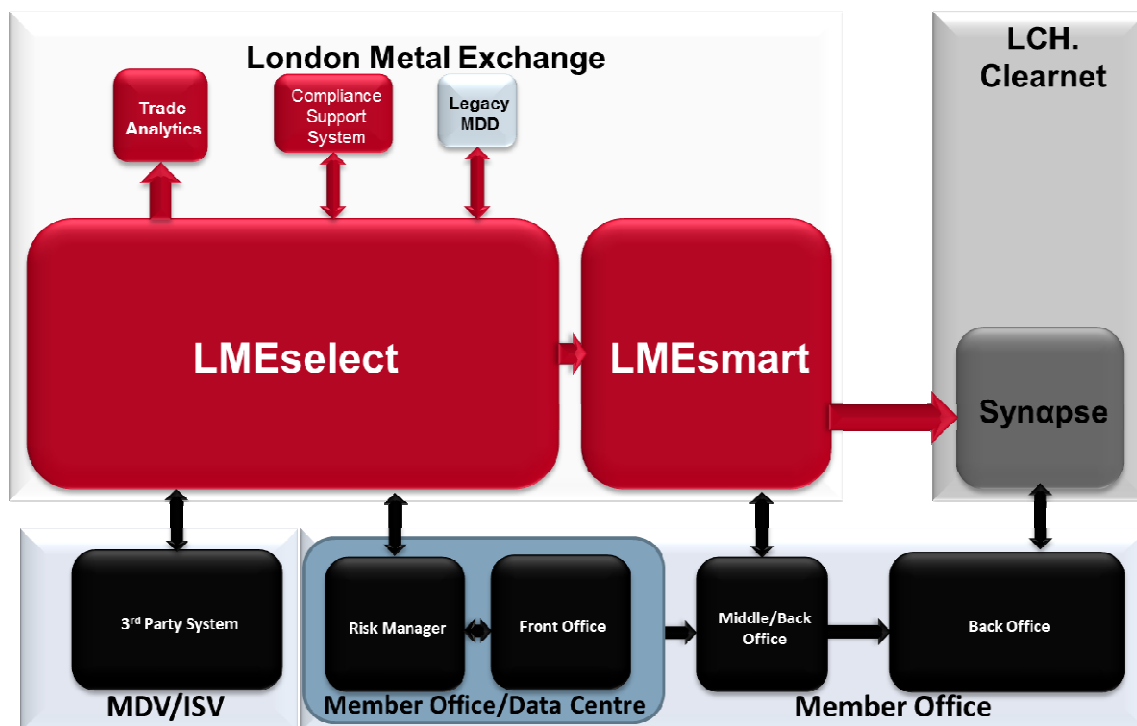 London Metal Exchange
LCH.
Clearnet
Trade
Analytics
Compliance
Support
System
Legacy
MDD
LMEselect
LMEsmart
Synαpse
3rd Party System
Risk Manager
Front Office
Middle/Back
Office
Back Office
MDV/ISV
Member Office/Data Centre
Member Office